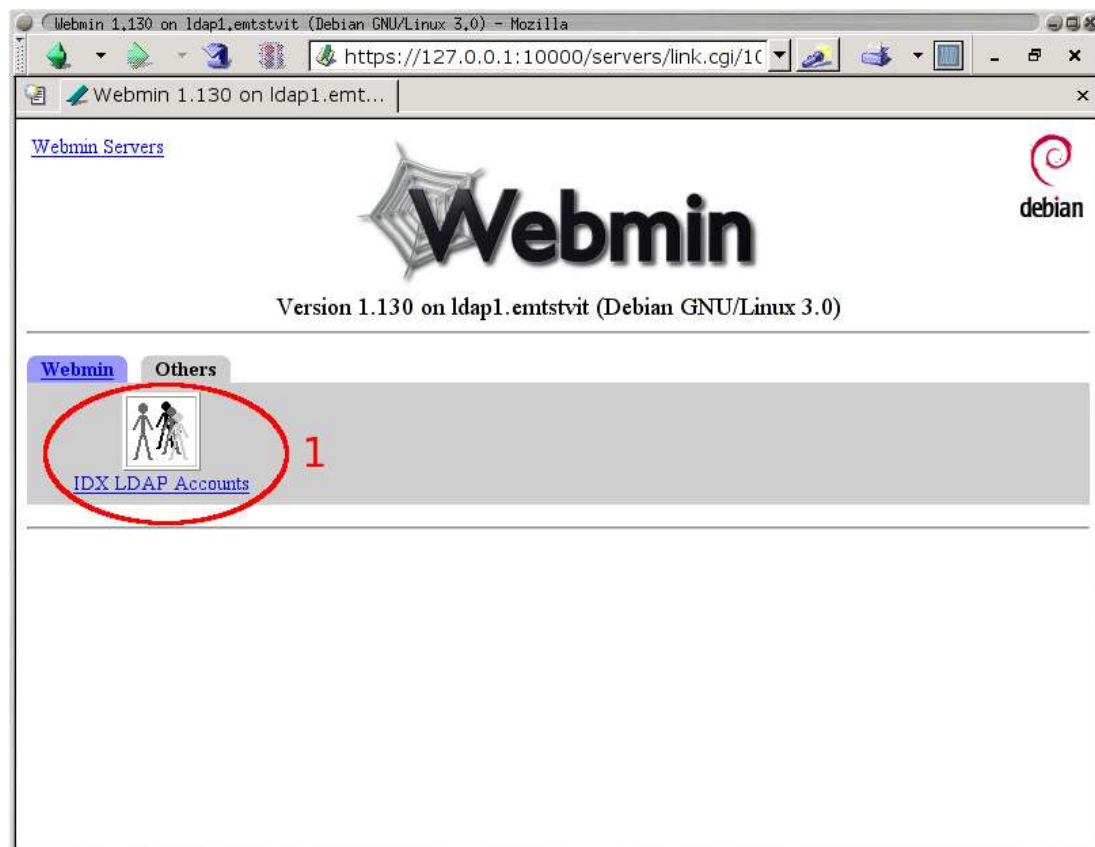 Webmin 1.130 on ldap1.emtstvit (Debian GNU/Linux 3.0) - Mozilla
https://127.0.0.1:10000/servers/link.cgi/10
Webmin 1.130 on ldap1.emt...
Webmin Servers
Webmin
debian
Version 1.130 on ldap1.emtstvit (Debian GNU/Linux 3.0)
Webmin Others
1
IDX LDAP Accounts